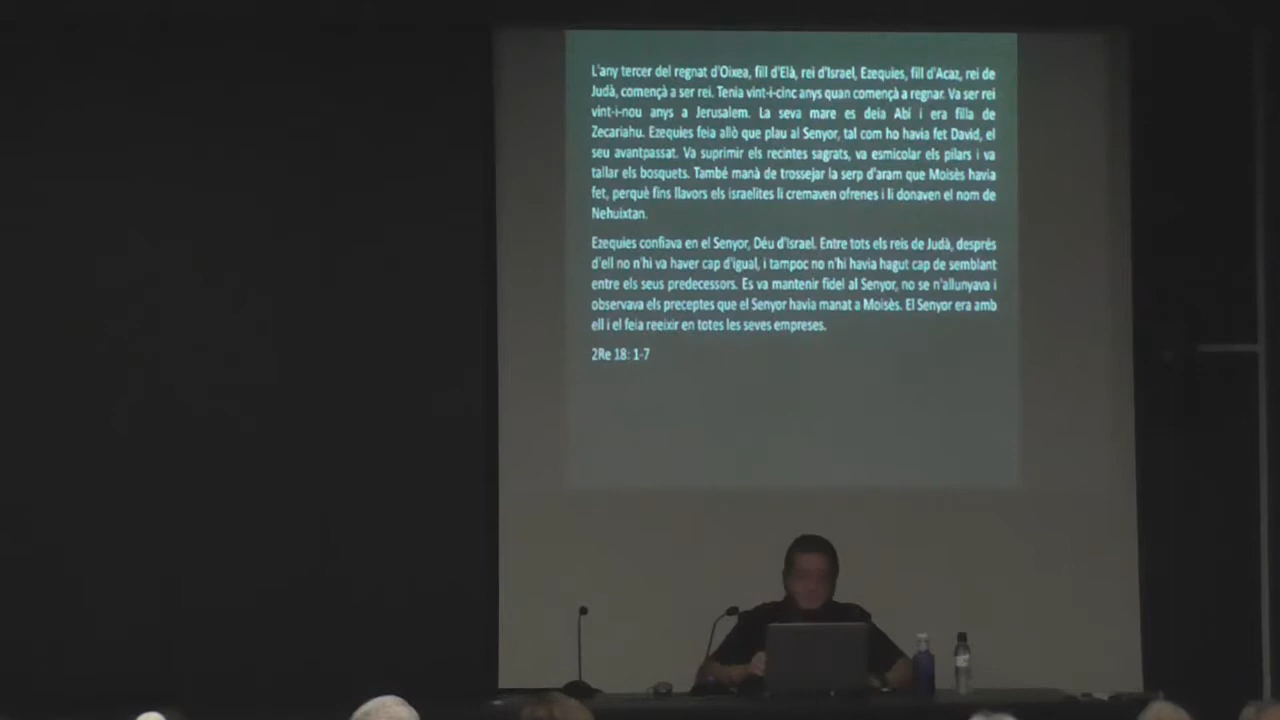 L'any tercer del regnat d'Oixea, fill d'Elà, rei d'Israel, Ezequies, fill d'Acaz, rei de
Judà, començà a ser rei. Tenia vint-i-cinc anys quan començà a regnar. Va ser rei
vint-i-nou anys a Jerusalem. La seva mare es deia Abí i era filla de
Zecariahu. Ezequies feia allò que plau al Senyor, tal com ho havia fet David, el
seu avantpassat. Va suprimir els recintes sagrats, va esmicolar els pilars i va
tallar els bosquets. També manà de trossejar la serp d'aram que Moisès havia
fet, perquè fins llavors els israelites li cremaven ofrenes i li donaven el nom de
Nehuixtan.
Ezequies confiava en el Senyor, Déu d'Israel. Entre tots els reis de Judà, després
d'ell no n'hi va haver cap d'igual, i tampoc no n'hi havia hagut cap de semblant
entre els seus predecessors. Es va mantenir fidel al Senyor, no se n'allunyava i
observava els preceptes que el Senyor havia manat a Moisès. El Senyor era amb
ell i el feia reeixir en totes les seves empreses.
2Re 18: 1-7